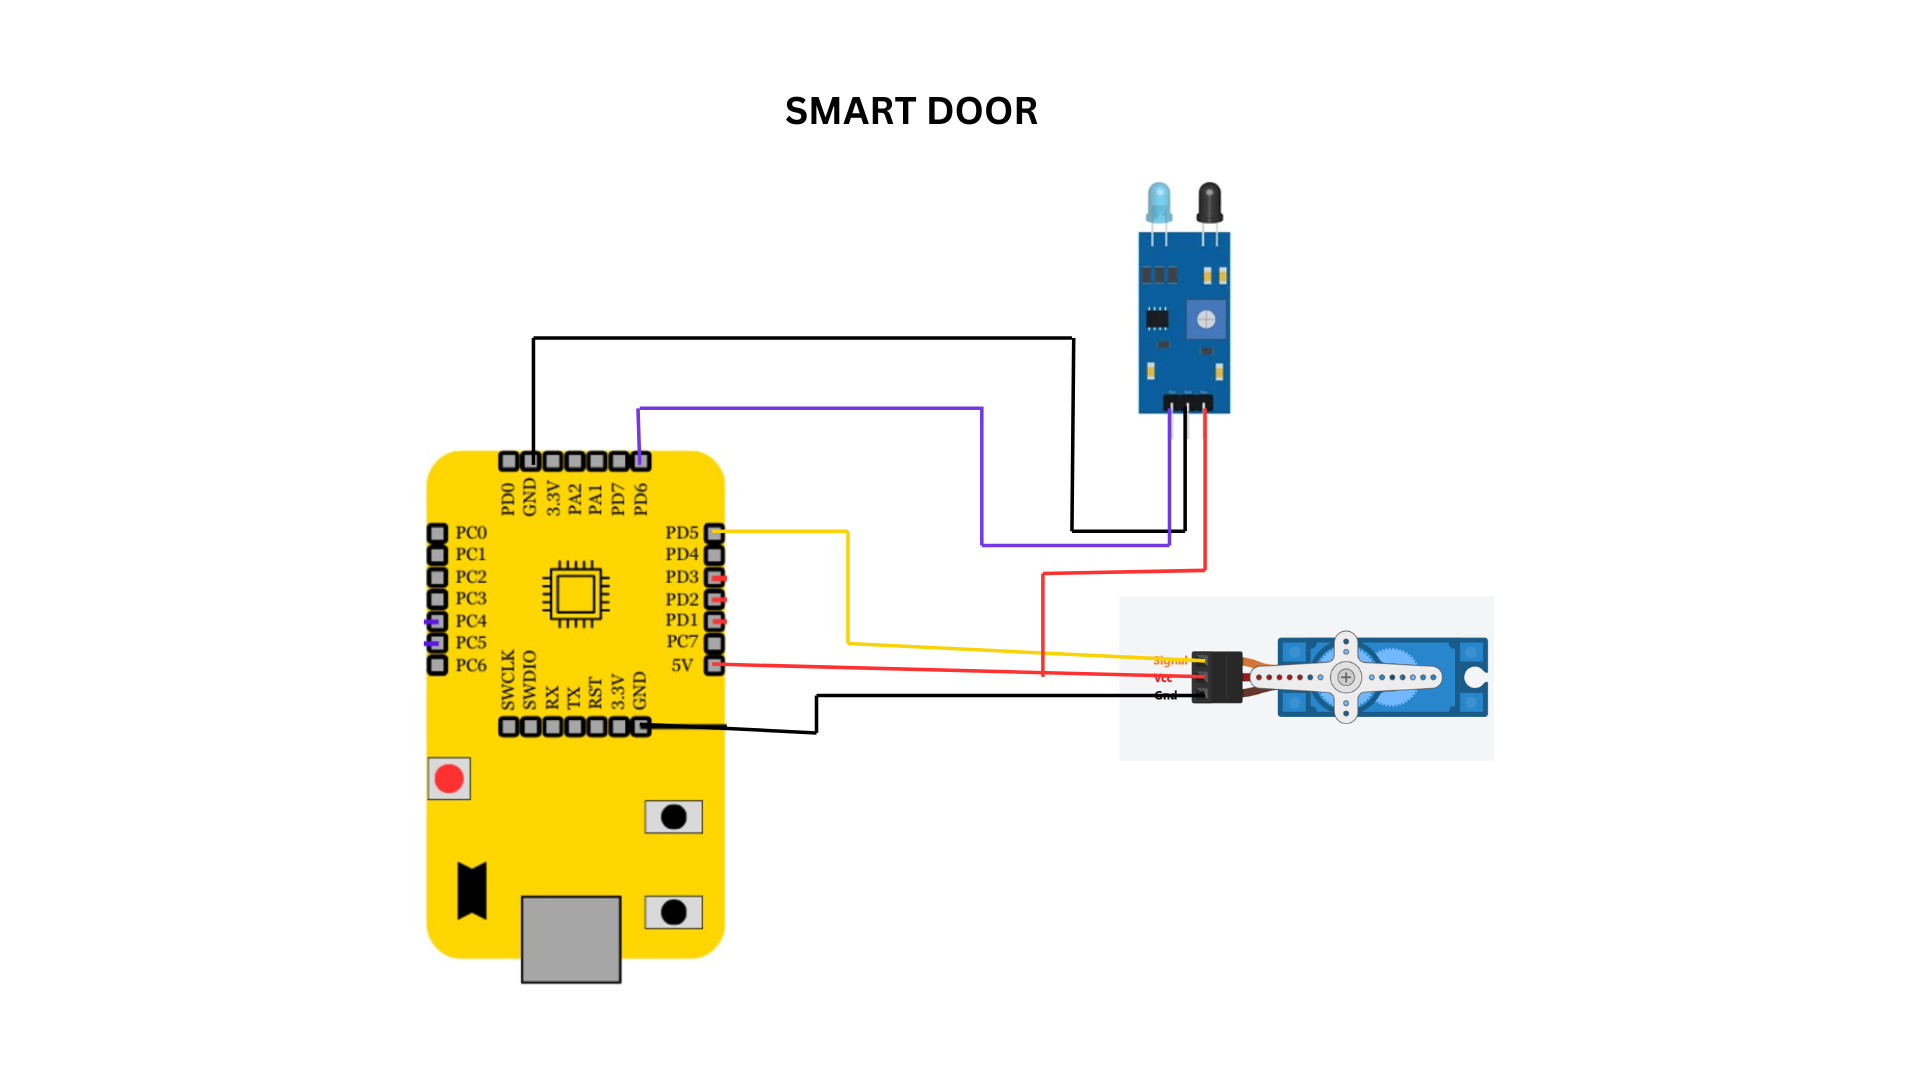 SMART DOOR
PD0
GND
3.3V
PA2
PA1
PD7
PD6
PC0
PC1
PC2
PC3
PC4
PC5
PC6
PD5
PD4
PD3
PD2
PD1
PC7
5V
SWCLK
SWDIO
RX
TX
RST
3.3V
GND
Signal
Vcc
Gnd